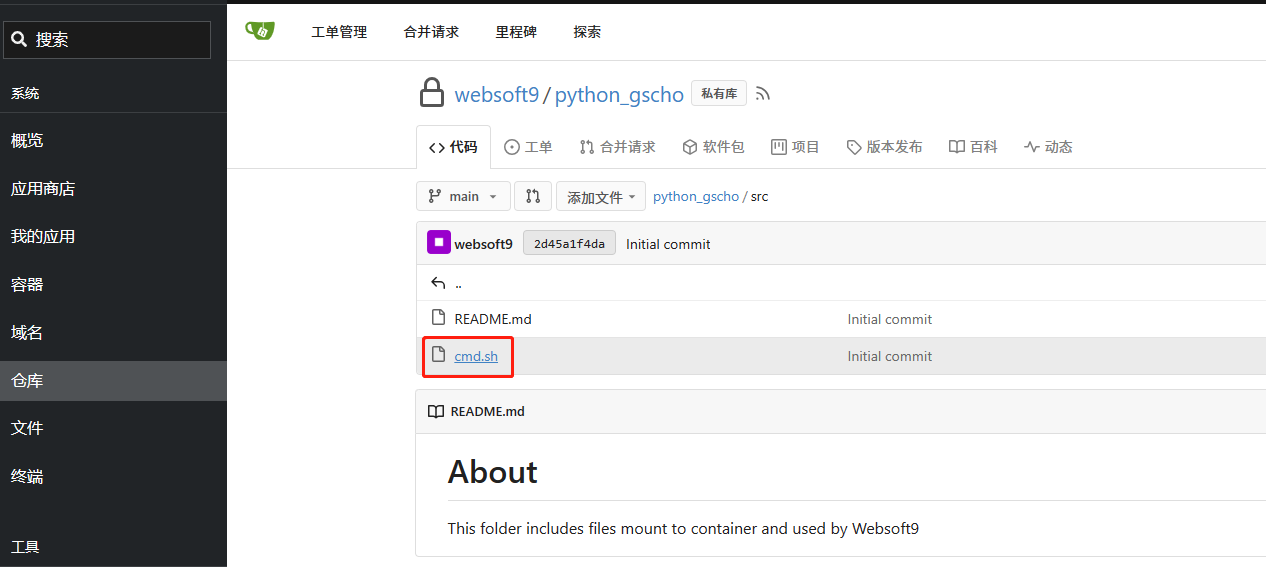 搜索
系统
概览
应用商店
我的应用
容器
域名
仓库
文件
终端
工具
工单管理 合并请求 里程碑 探索
websoft9/python_gscho 私有库
代码 工单 合并请求 软件包 项目 版本发布 百科 动态
main 添加文件 python_gscho/src
websoft9 2d45a1f4da Initial commit
..
README.md Initial commit
cmd.sh Initial commit
README.md
About
This folder includes files mount to container and used by Websoft9